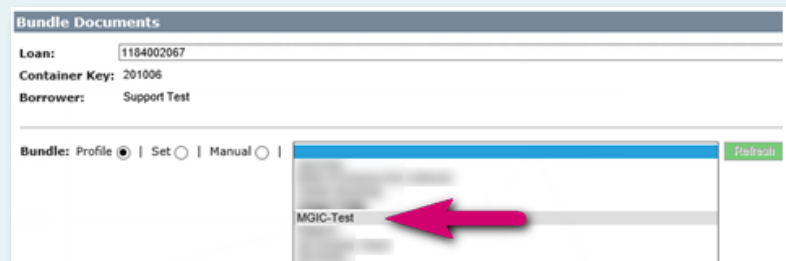 Bundle Documents
Loan: 1184002067
Container Key: 201006
Borrower: Support Test
Bundle: Profile | Set | Manual | Refresh
MGIC-Test